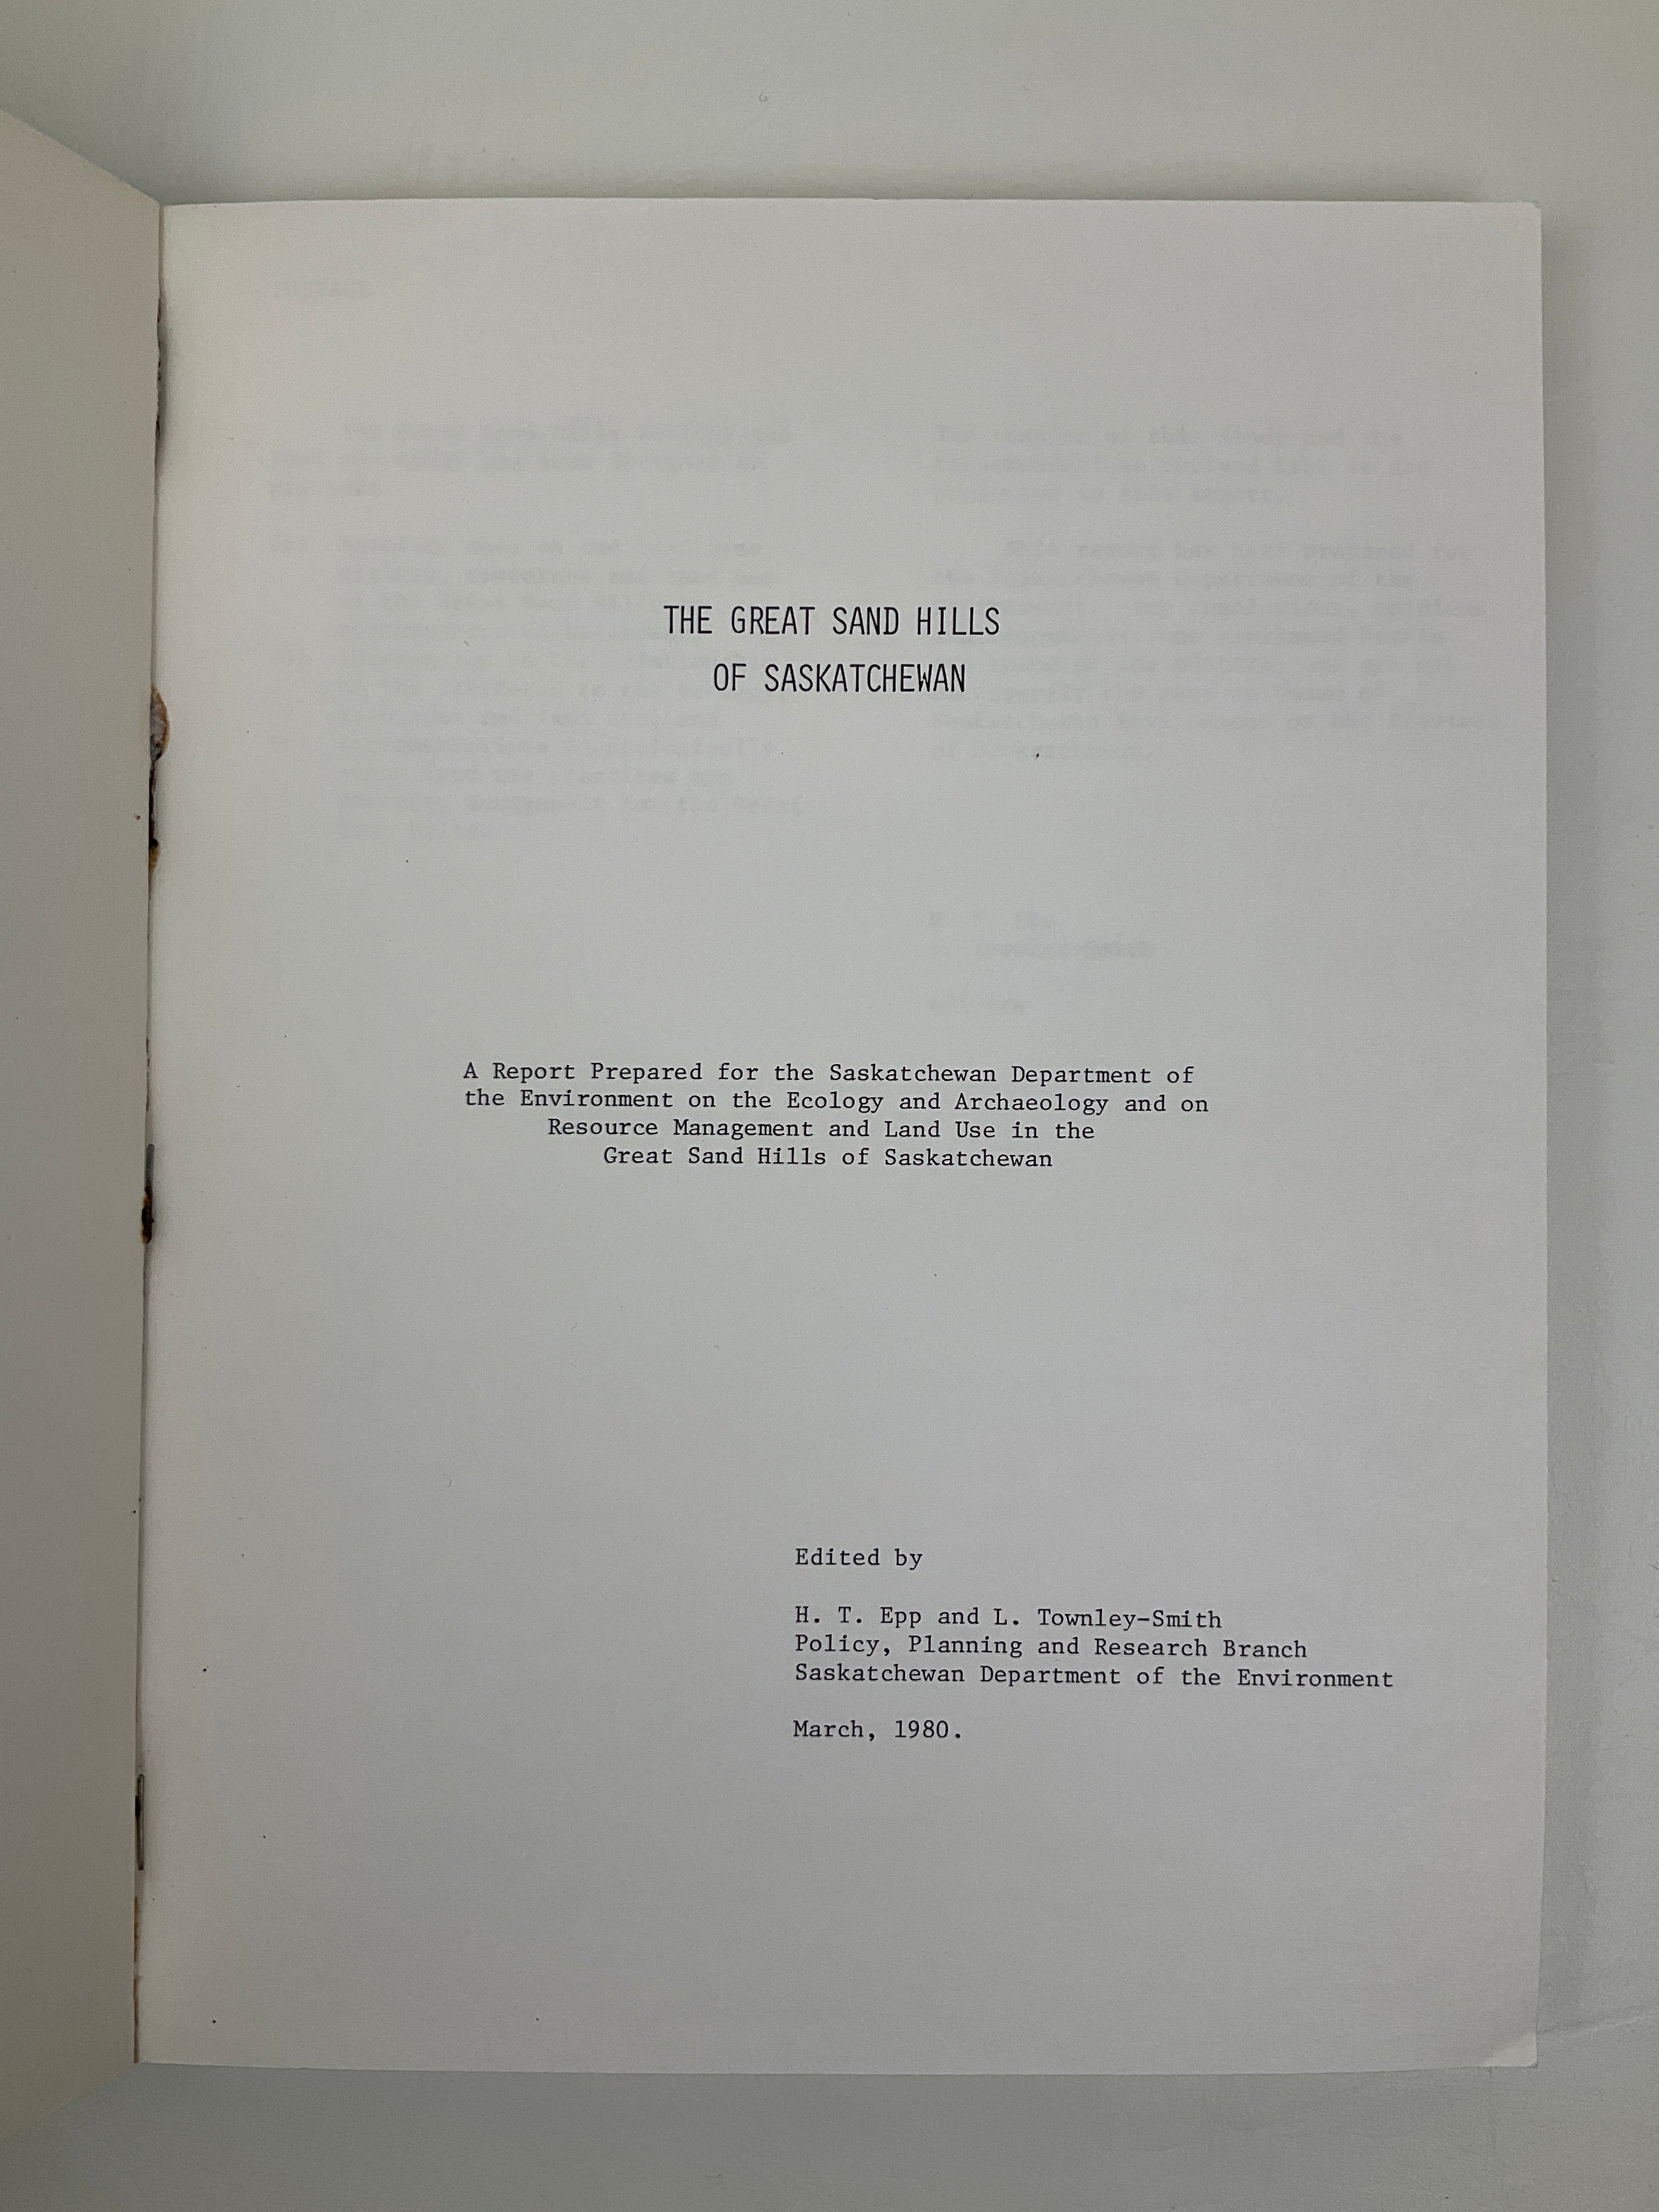 THE GREAT SAND HILLS
OF SASKATCHEWAN
A Report Prepared for the Saskatchewan Department of
the Environment on the Ecology and Archaeology and on
Resource Management and Land Use in the
Great Sand Hills of Saskatchewan
Edited by
H. T. Epp and L. Townley-Smith
Policy, Planning and Research Branch
Saskatchewan Department of the Environment
March, 1980.